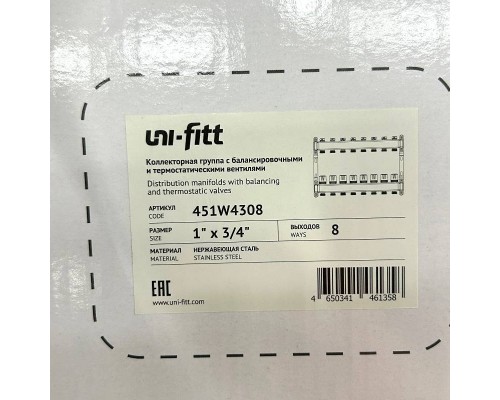 uni-fitt
Коллекторная группа с балансировочными
и термостатическими вентилями
Distribution manifolds with balancing
and thermostatic valves
АРТИКУЛ
CODE
451W4308
РАЗМЕР
SIZE
1" x 3/4"
ВЫХОДОВ
WAYS
8
МАТЕРИАЛ
MATERIAL
НЕРЖАВЕЮЩАЯ СТАЛЬ
STAINLESS STEEL
EAC
www.uni-fitt.com
4 650341 461358